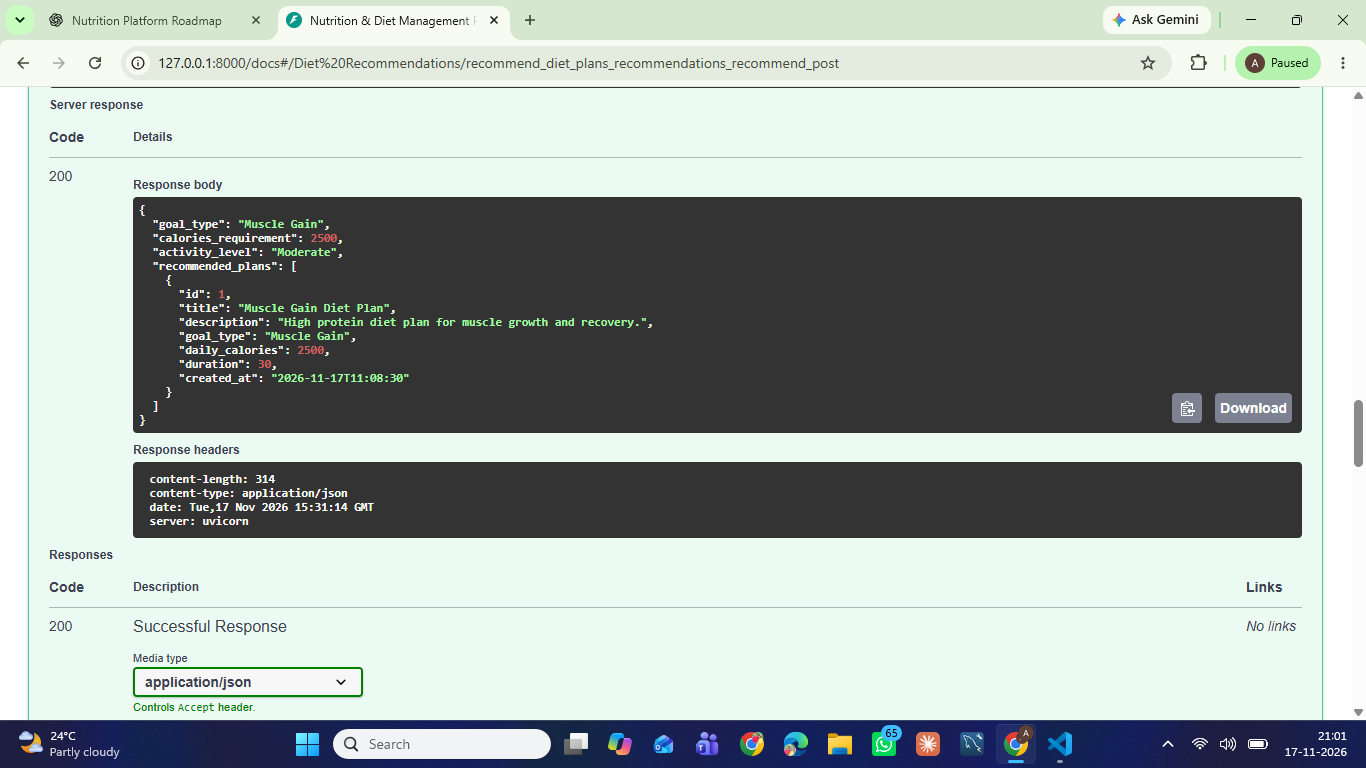 Nutrition Platform Roadmap
Nutrition & Diet Management P
Ask Gemini
127.0.0.1:8000/docs#/Diet%20Recommendations/recommend_diet_plans_recommendations_recommend_post
A
Paused
Server response
Code Details
200
Response body
{
"goal_type": "Muscle Gain",
"calories_requirement": 2500,
"activity_level": "Moderate",
"recommended_plans": [
{
"id": 1,
"title": "Muscle Gain Diet Plan",
"description": "High protein diet plan for muscle growth and recovery.",
"goal_type": "Muscle Gain",
"daily_calories": 2500,
"duration": 30,
"created_at": "2026-11-17T11:08:30"
}
]
}
Download
Response headers
content-length: 314
content-type: application/json
date: Tue,17 Nov 2026 15:31:14 GMT
server: uvicorn
Responses
Code Description Links
200 Successful Response No links
Media type
application/json
Controls Accept header.
24°C
Partly cloudy
Search
65
A
21:01
17-11-2026